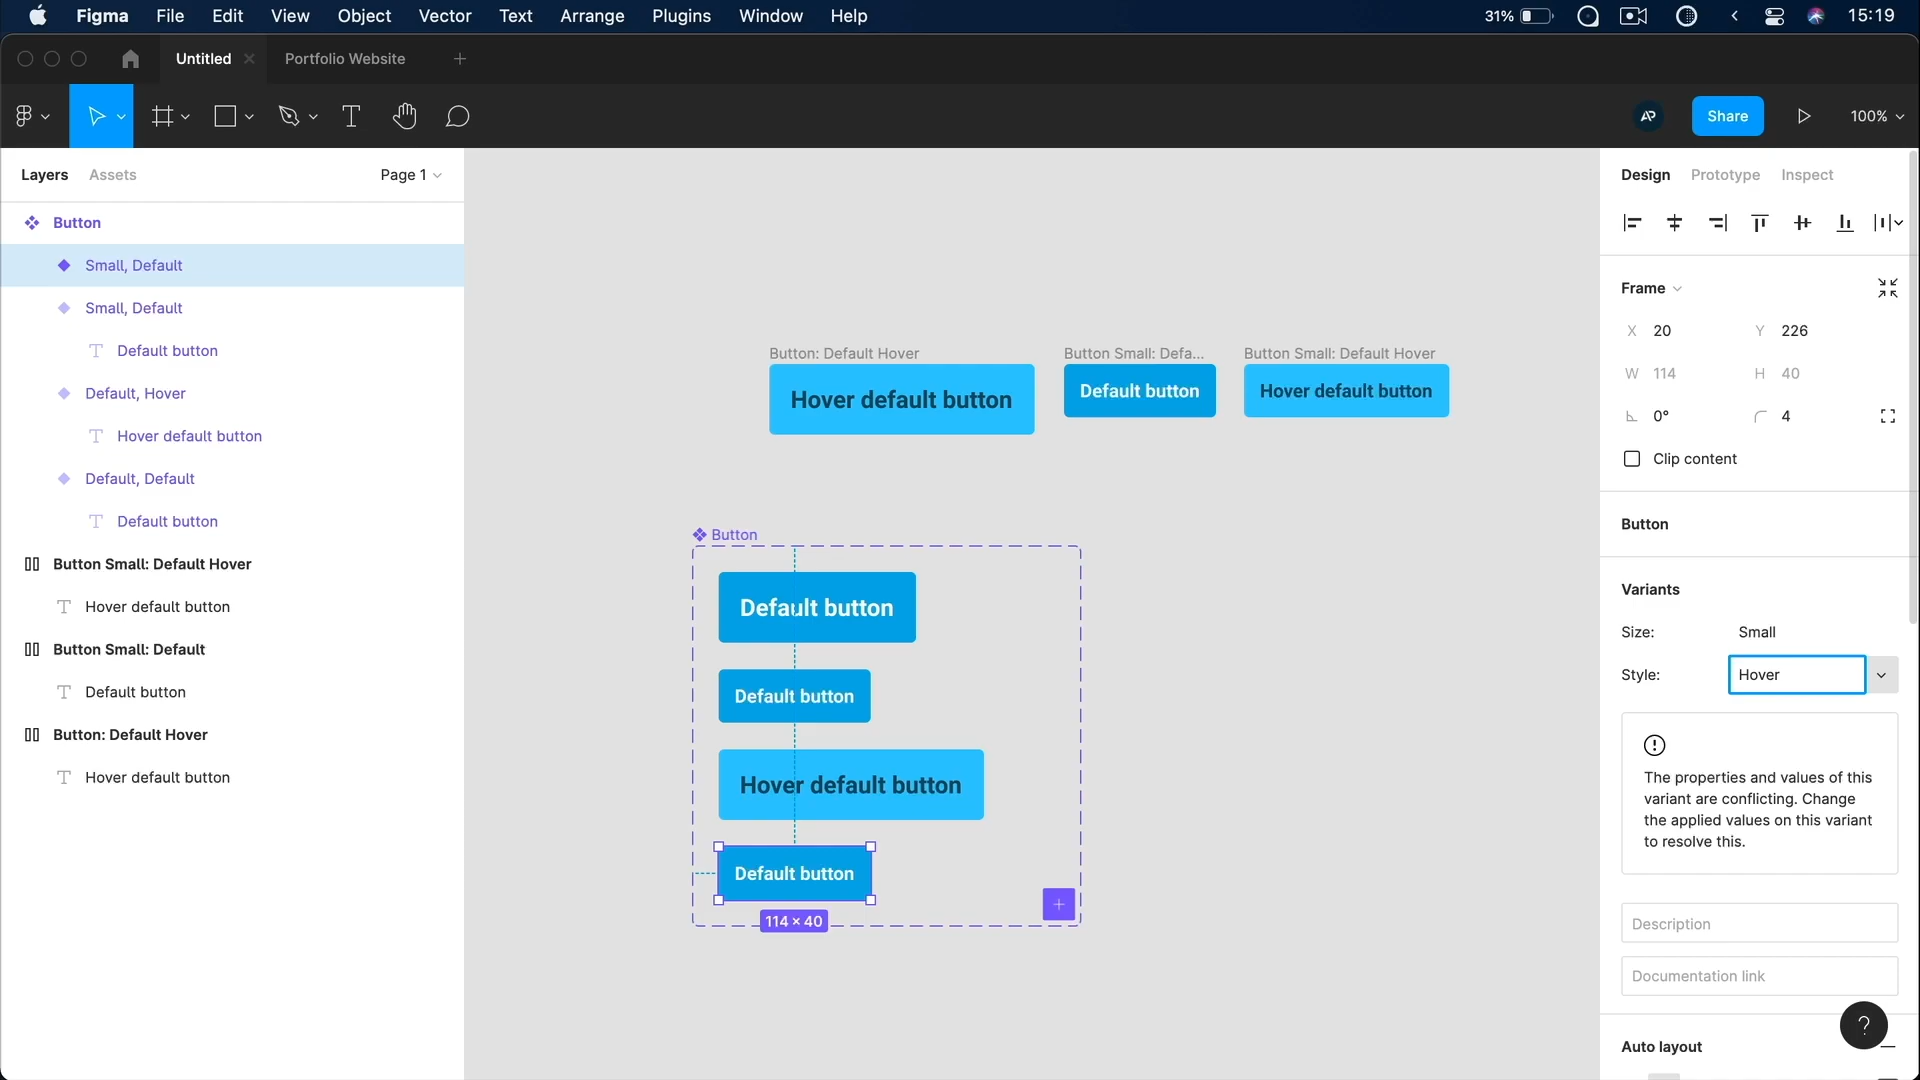 Figma File Edit View Object Vector Text Arrange Plugins Window Help 31% 15:19
Untitled Portfolio Website
AP Share 100%
Layers Assets Page 1
Button
Small, Default
Small, Default
Default button
Default, Hover
Hover default button
Default, Default
Default button
Button Small: Default Hover
Hover default button
Button Small: Default
Default button
Button: Default Hover
Hover default button
Button: Default Hover
Hover default button
Button Small: Defa...
Default button
Button Small: Default Hover
Hover default button
Button
Default button
Default button
Hover default button
Default button
114 × 40
Design Prototype Inspect
Frame
X 20 Y 226
W 114 H 40
0° 4
Clip content
Button
Variants
Size: Small
Style: Hover
The properties and values of this
variant are conflicting. Change
the applied values on this variant
to resolve this.
Description
Documentation link
?
Auto layout